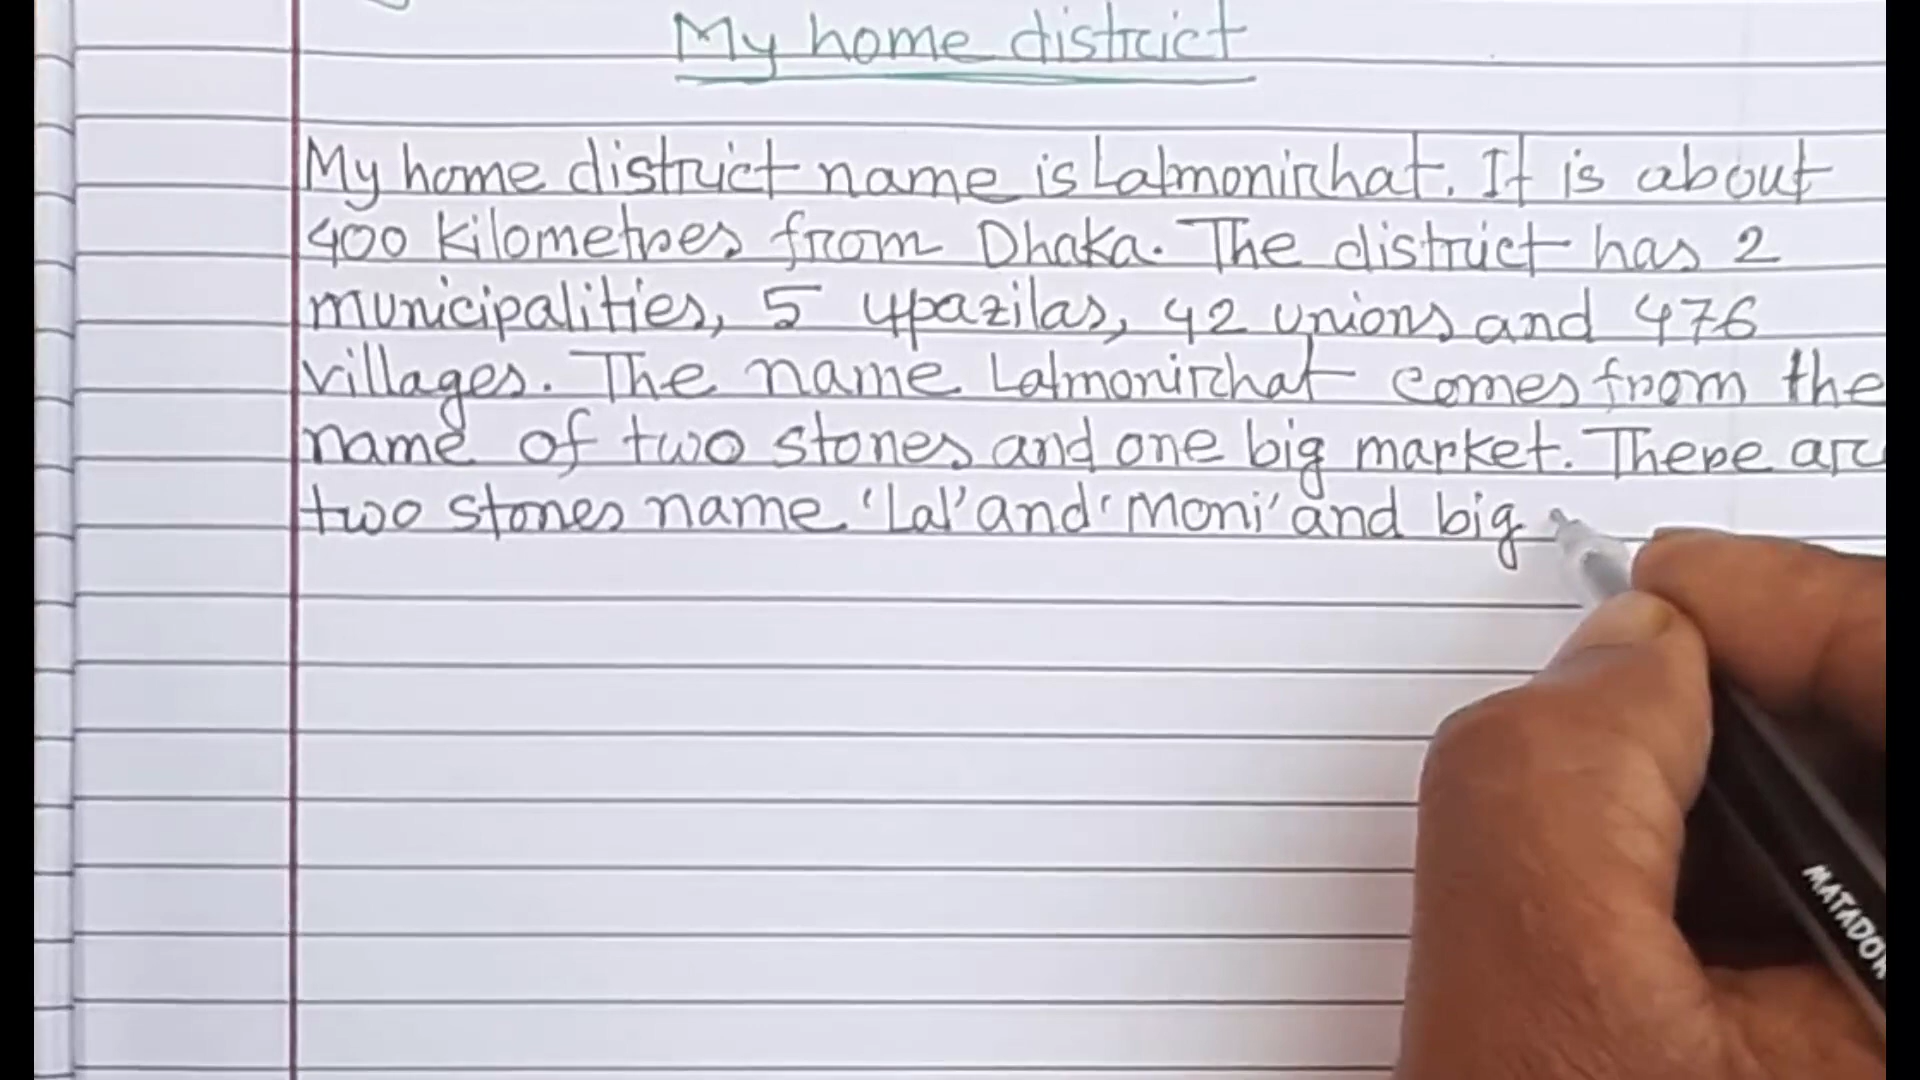 My home district
My home district name is Lalmonirhat. It is about
400 kilometres from Dhaka. The district has 2
municipalities, 5 upazilas, 42 unions and 476
villages. The name Lalmonirhat comes from the
name of two stones and one big market. There are
two stones name 'Lal' and 'Moni' and big
MATADOR